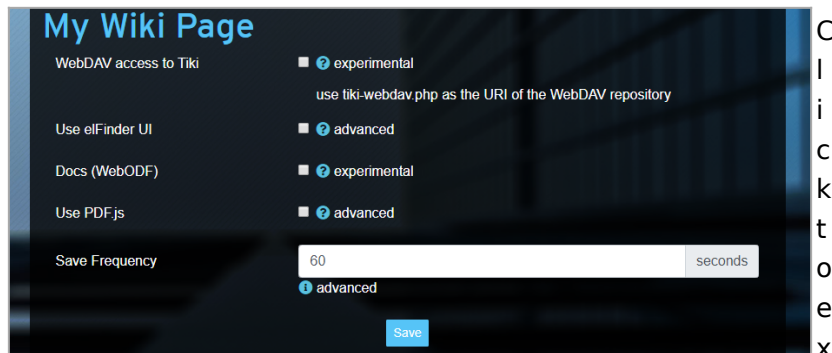 My Wiki Page
WebDAV access to Tiki
experimental
use tiki-webdav.php as the URI of the WebDAV repository
Use elFinder UI
advanced
Docs (WebODF)
experimental
Use PDF.js
advanced
Save Frequency
60
seconds
advanced
Save
C
l
i
c
k
t
o
e
x